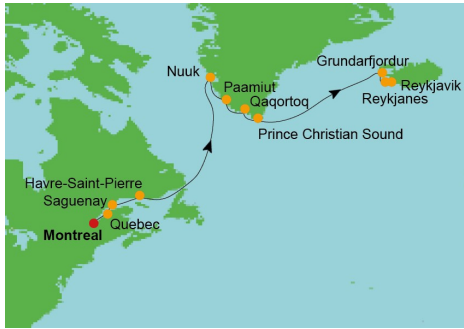 Grundarfjordur
Nuuk
Reykjavik
Paamiut
Reykjanes
Qaqortoq
Prince Christian Sound
Havre-Saint-Pierre
Saguenay
Quebec
Montreal